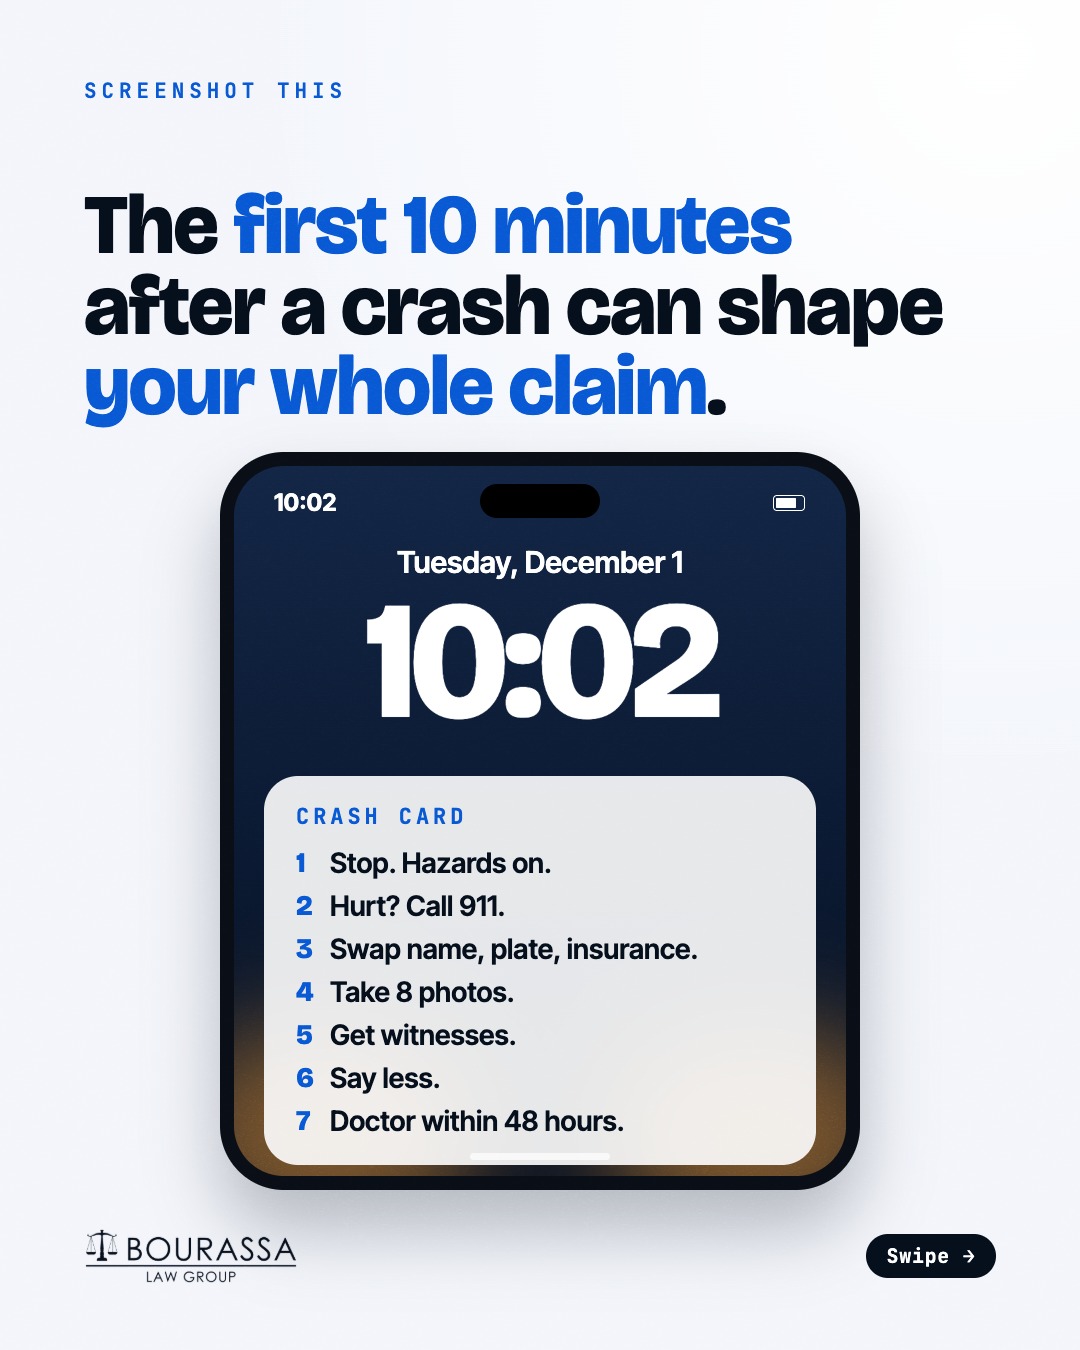 SCREENSHOT THIS
The first 10 minutes
after a crash can shape
your whole claim.
10:02
Tuesday, December 1
10:02
CRASH CARD
1 Stop. Hazards on.
2 Hurt? Call 911.
3 Swap name, plate, insurance.
4 Take 8 photos.
5 Get witnesses.
6 Say less.
7 Doctor within 48 hours.
BOURASSA
LAW GROUP
Swipe →